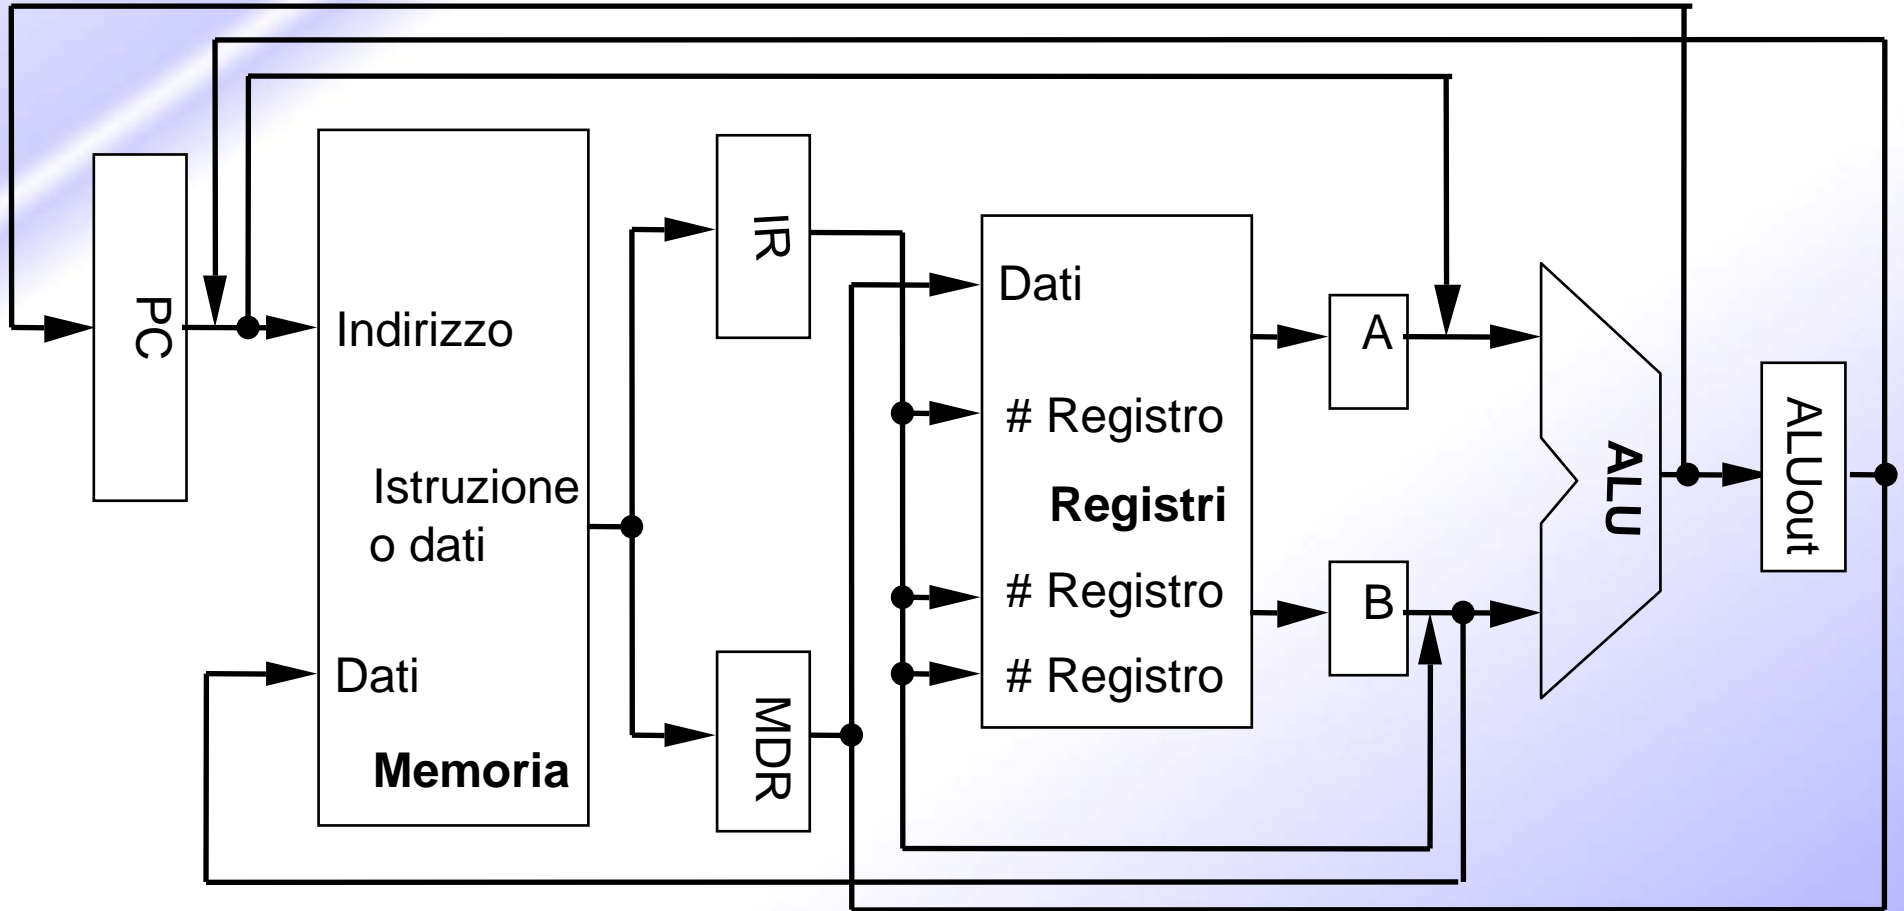 PC
Indirizzo
Istruzione
o dati
Dati
Memoria
IR
MDR
Dati
# Registro
Registri
# Registro
# Registro
A
B
ALU
ALUout